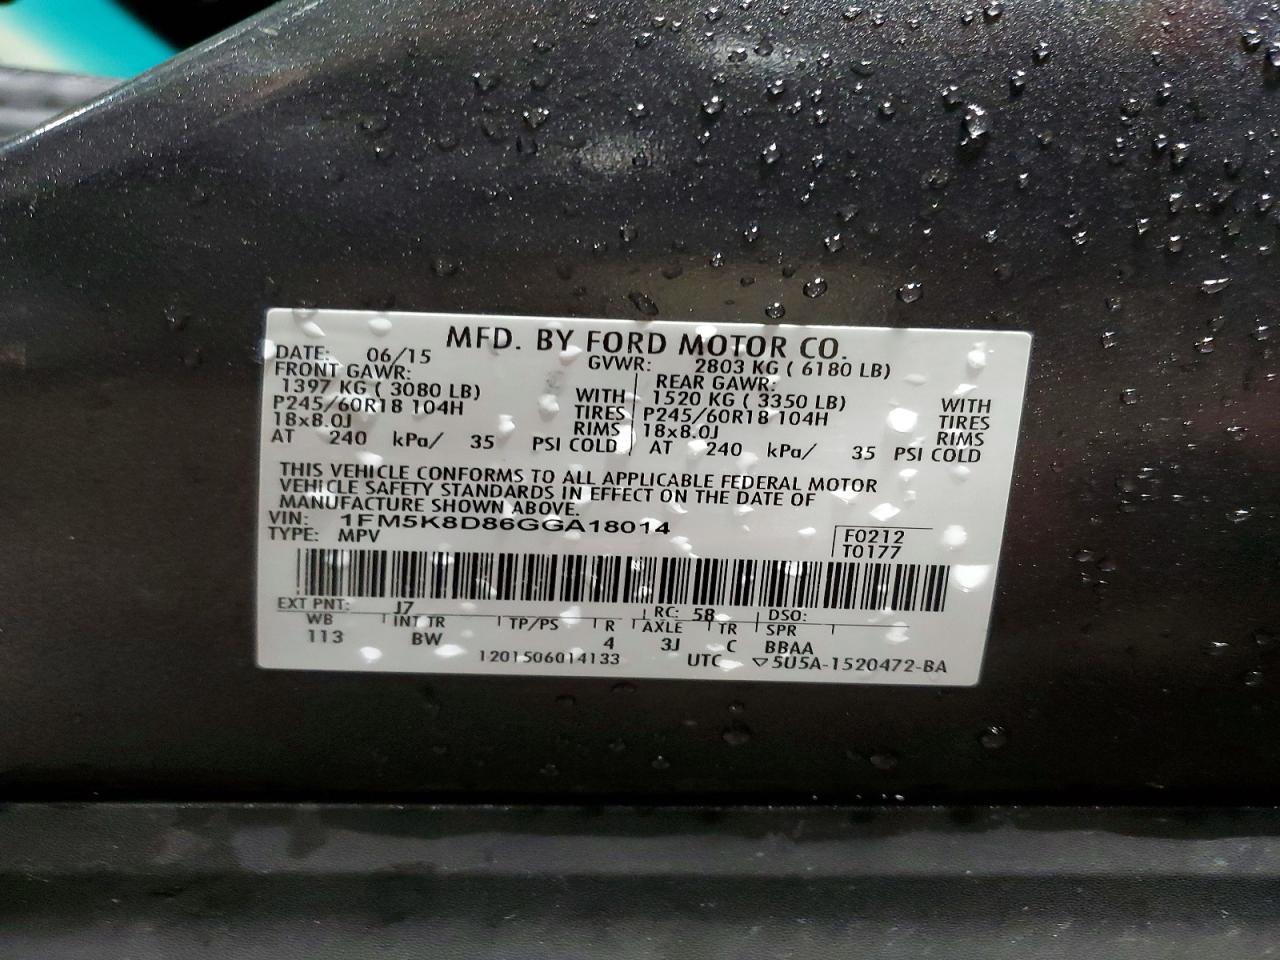 MFD. BY FORD MOTOR CO.
DATE: 06/15 GVWR: 2803 KG ( 6180 LB)
FRONT GAWR: REAR GAWR:
1397 KG ( 3080 LB) WITH 1520 KG ( 3350 LB) WITH
P245/60R18 104H TIRES P245/60R18 104H TIRES
18x8.0J RIMS 18x8.0J RIMS
AT 240 kPa/ 35 PSI COLD AT 240 kPa/ 35 PSI COLD
THIS VEHICLE CONFORMS TO ALL APPLICABLE FEDERAL MOTOR
VEHICLE SAFETY STANDARDS IN EFFECT ON THE DATE OF
MANUFACTURE SHOWN ABOVE.
VIN: 1FM5K8D86GGA18014
TYPE: MPV
F0212
T0177
EXT PNT: J7 RC: 58 DSO:
WB INT TR TP/PS R AXLE TR SPR
113 BW 4 3J C BBAA
1201506014133 UTC ▽5U5A-1520472-BA